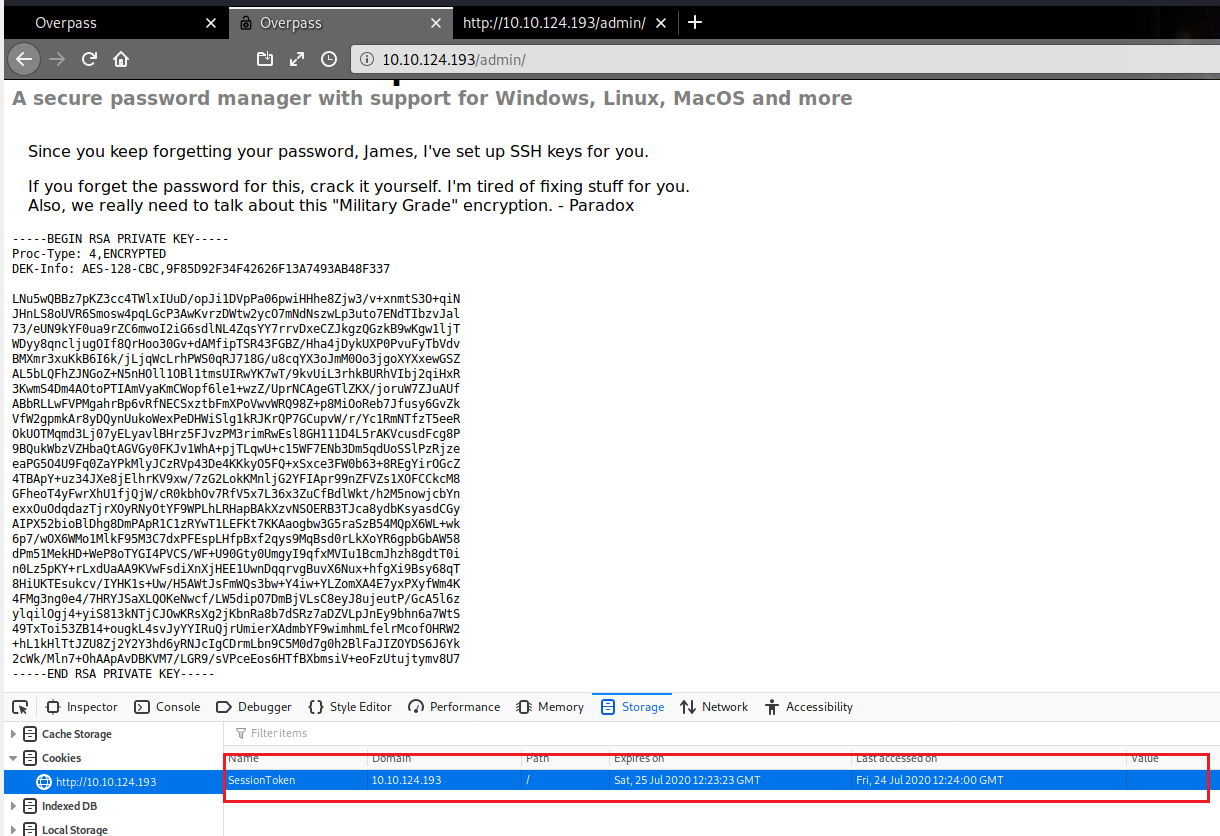 Overpass
Overpass
http://10.10.124.193/admin/
10.10.124.193/admin/
A secure password manager with support for Windows, Linux, MacOS and more
Since you keep forgetting your password, James, I've set up SSH keys for you.
If you forget the password for this, crack it yourself. I'm tired of fixing stuff for you.
Also, we really need to talk about this "Military Grade" encryption. - Paradox
-----BEGIN RSA PRIVATE KEY-----
Proc-Type: 4,ENCRYPTED
DEK-Info: AES-128-CBC,9F85D92F34F42626F13A7493AB48F337
LNu5wQBBz7pKZ3cc4TWlxIUuD/opJi1DVpPa06pwiHHhe8Zjw3/v+xnmtS3O+qiN
JHnLS8oUVR6Smosw4pqLGcP3AwKvrzDWtw2ycO7mNdNszwLp3uto7ENdTIbzvJal
73/eUN9kYF0ua9rZC6mwoI2iG6sdlNL4ZqsYY7rrvDxeCZJkgzQGzkB9wKgw1ljT
WDyy8qncljugOIf8QrHoo30Gv+dAMfipTSR43FGBZ/Hha4jDykUXP0PvuFyTbVdv
BMXmr3xuKkB6I6k/jLjqWcLrhPWS0qRJ718G/u8cqYX3oJmM0Oo3jgoXYXxewGSZ
AL5bLQFhZJNGoZ+N5nHOll1OBl1tmsUIRwYK7wT/9kvUiL3rhkBURhVIbj2qiHxR
3KwmS4Dm4AOtoPTIAmVyaKmCWopf6le1+wzZ/UprNCAgeGTlZKX/joruW7ZJuAUf
ABbRLLwFVPMgahrBp6vRfNECSxztbFmXPoVwvWRQ98Z+p8MiOoReb7Jfusy6GvZk
VfW2gpmkAr8yDQynUukoWexPeDHWiSlg1kRJKrQP7GCupvW/r/Yc1RmNTfzT5eeR
OkUOTMqmd3Lj07yELyavlBHrz5FJvzPM3rimRwEsl8GH111D4L5rAKVcusdFcg8P
9BQukWbzVZHbaQtAGVGy0FKJv1WhA+pjTLqwU+c15WF7ENb3Dm5qdUoSSlPzRjze
eaPG5O4U9Fq0ZaYPkMlyJCzRVp43De4KKkyO5FQ+xSxce3FW0b63+8REgYirOGcZ
4TBApY+uz34JXe8jElhrKV9xw/7zG2LokKMnljG2YFIApr99nZFVZs1XOFCCkcM8
GFheoT4yFwrXhU1fjQjW/cR0kbhOv7RfV5x7L36x3ZuCfBdlWkt/h2M5nowjcbYn
exxOuOdqdazTjrXOyRNyOtYF9WPLhLRHapBAkXzvNSOERB3TJca8ydbKsyasdCGy
AIPX52bioBlDhg8DmPApR1C1zRYwT1LEFKt7KKAaogbw3G5raSzB54MQpX6WL+wk
6p7/wOX6WMo1MlkF95M3C7dxPFEspLHfpBxf2qys9MqBsd0rLkXoYR6gpbGbAW58
dPm51MekHD+WeP8oTYGI4PVCS/WF+U90Gty0UmgyI9qfxMVIu1BcmJhzh8gdtT0i
n0Lz5pKY+rLxdUaAA9KVwFsdiXnXjHEE1UwnDqqrvgBuvX6Nux+hfgXi9Bsy68qT
8HiUKTEsukcv/IYHK1s+Uw/H5AWtJsFmWQs3bw+Y4iw+YLZomXA4E7yxPXyfWm4K
4FMg3ng0e4/7HRYJSaXLQOKeNwcf/LW5dipO7DmBjVLsC8eyJ8ujeutP/GcA5l6z
ylqilOgj4+yiS813kNTjCJOwKRsXg2jKbnRa8b7dSRz7aDZVLpJnEy9bhn6a7WtS
49TxToi53ZB14+ougkL4svJyYYIRuQjrUmierXAdmbYF9wimhmLfelrMcofOHRW2
+hL1kHlTtJZU8Zj2Y2Y3hd6yRNJcIgCDrmLbn9C5M0d7g0h2BlFaJIZOYDS6J6Yk
2cWk/Mln7+OhAApAvDBKVM7/LGR9/sVPceEos6HTfBXbmsiV+eoFzUtujtymv8U7
-----END RSA PRIVATE KEY-----
Inspector Console Debugger Style Editor Performance Memory Storage Network Accessibility
Cache Storage Filter items
Cookies Name Domain Path Expires on Last accessed on Value
http://10.10.124.193 SessionToken 10.10.124.193 / Sat, 25 Jul 2020 12:23:23 GMT Fri, 24 Jul 2020 12:24:00 GMT
Indexed DB
Local Storage